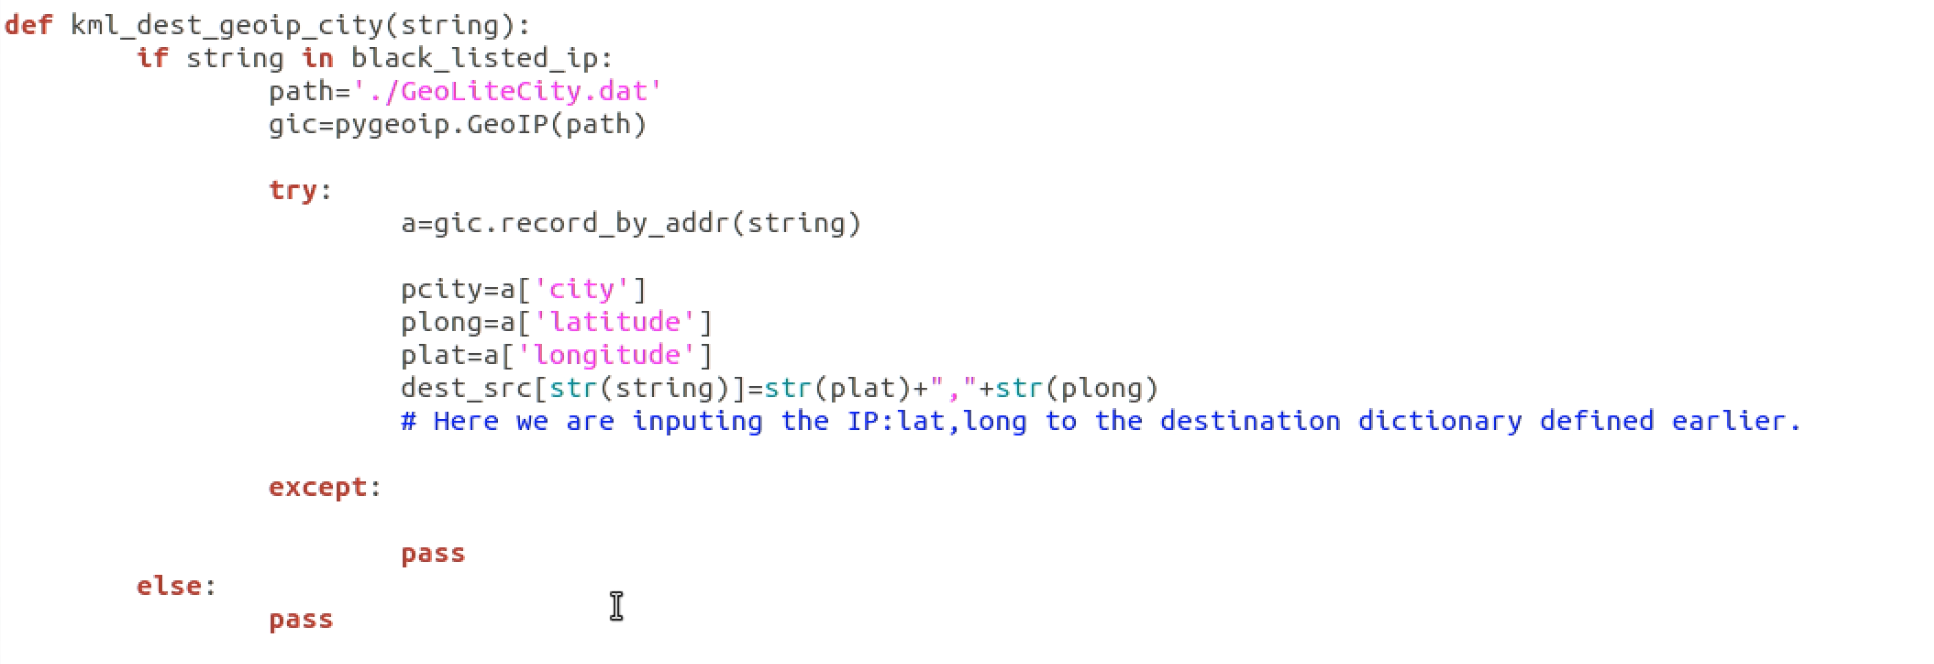 def kml_dest_geoip_city(string):
        if string in black_listed_ip:
                path='./GeoLiteCity.dat'
                gic=pygeoip.GeoIP(path)

                try:
                        a=gic.record_by_addr(string)

                        pcity=a['city']
                        plong=a['latitude']
                        plat=a['longitude']
                        dest_src[str(string)]=str(plat)+","+str(plong)
                        # Here we are inputing the IP:lat,long to the destination dictionary defined earlier.

                except:

                        pass
        else:
                pass